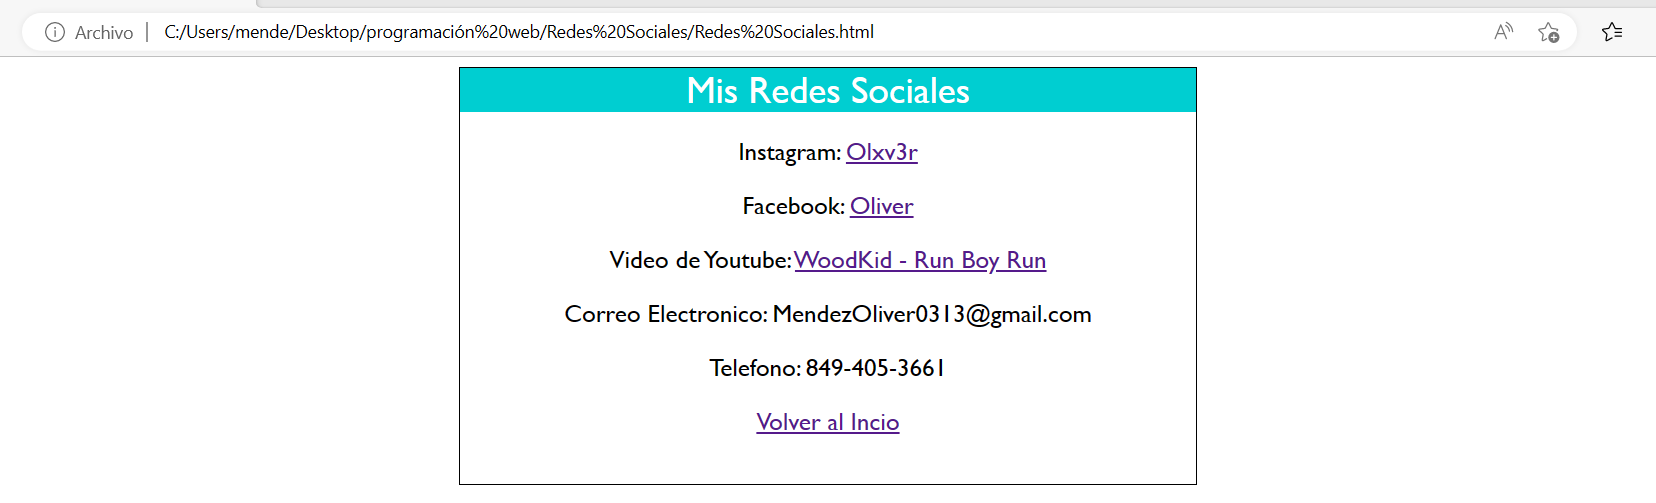 Archivo | C:/Users/mende/Desktop/programación%20web/Redes%20Sociales/Redes%20Sociales.html
Mis Redes Sociales
Instagram: Olxv3r
Facebook: Oliver
Video de Youtube: WoodKid - Run Boy Run
Correo Electronico: MendezOliver0313@gmail.com
Telefono: 849-405-3661
Volver al Incio